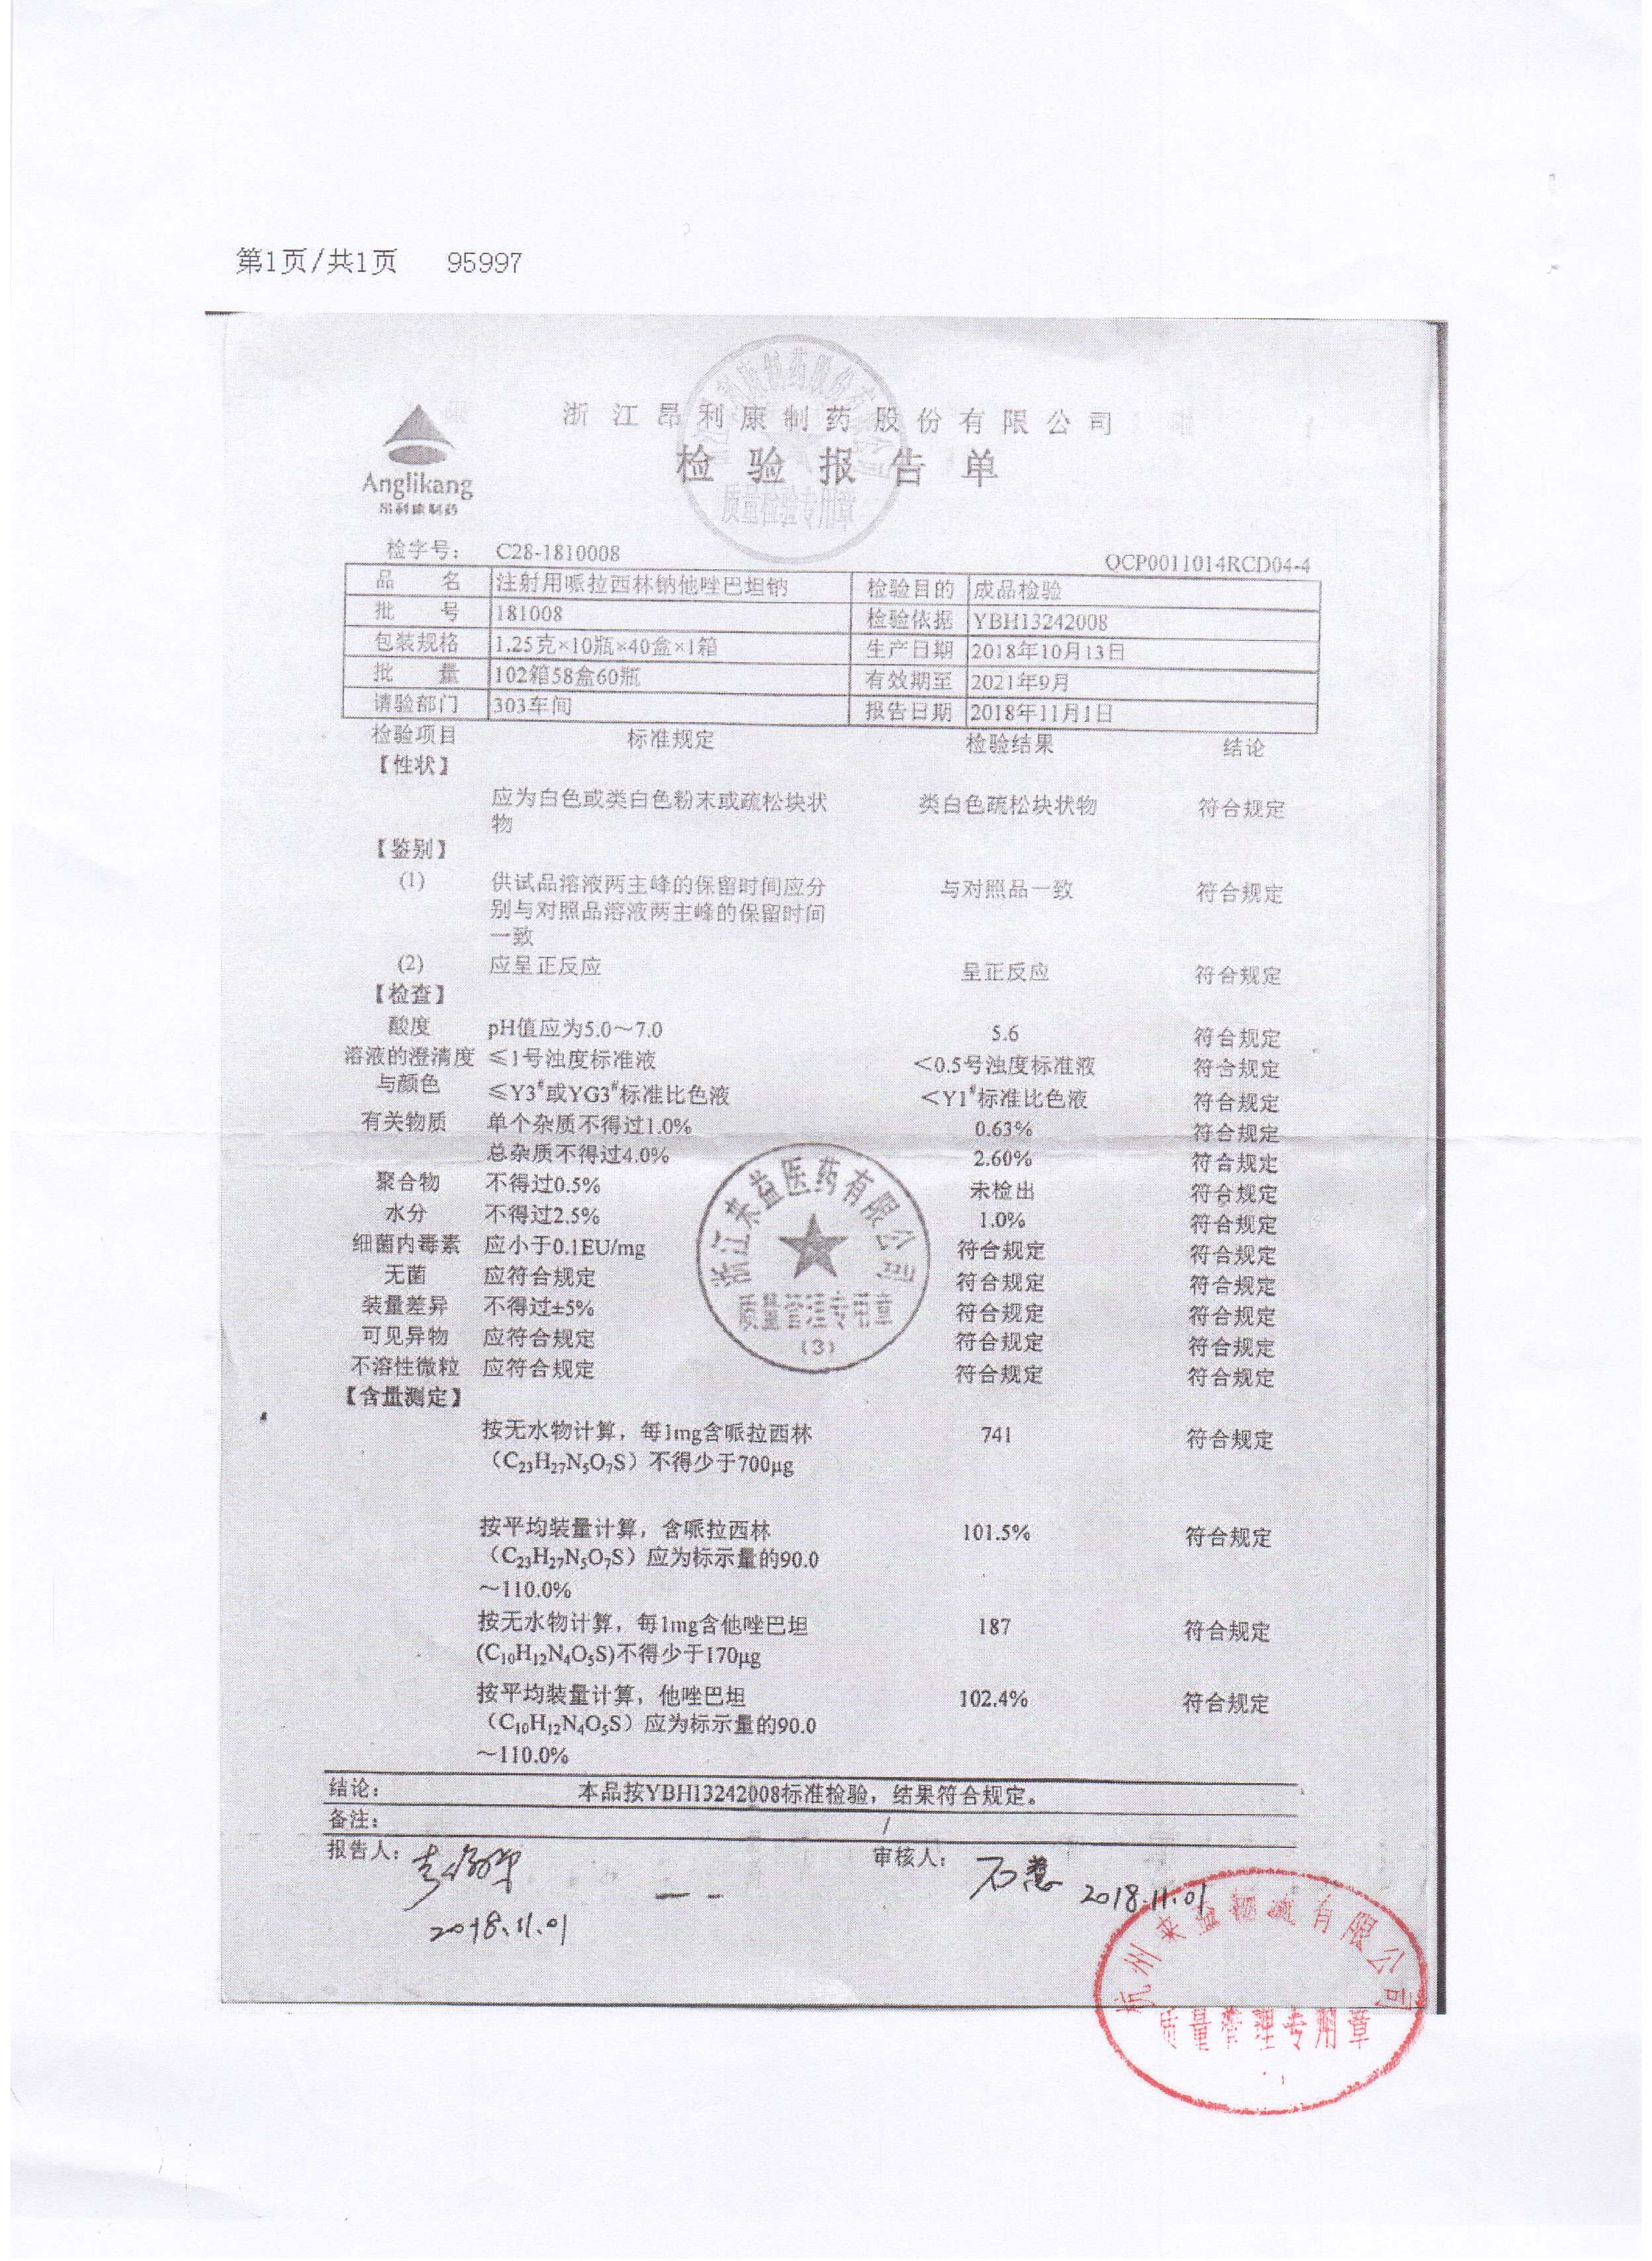 第1页/共1页 95997
浙江昂利康制药股份有限公司
检验报告单
质量检验专用章
Anglikang
昂利康制药
检字号： C28-1810008 QCP0011014RCD04-4
品 名 注射用哌拉西林钠他唑巴坦钠 检验目的 成品检验
批 号 181008 检验依据 YBH13242008
包装规格 1.25克×10瓶×40盒×1箱 生产日期 2018年10月13日
批 量 102箱58盒60瓶 有效期至 2021年9月
请验部门 303车间 报告日期 2018年11月1日
检验项目 标准规定 检验结果 结论
【性状】
应为白色或类白色粉末或疏松块状 类白色疏松块状物 符合规定
物
【鉴别】
(1) 供试品溶液两主峰的保留时间应分 与对照品一致 符合规定
别与对照品溶液两主峰的保留时间
一致
(2) 应呈正反应 呈正反应 符合规定
【检查】
酸度 pH值应为5.0～7.0 5.6 符合规定
溶液的澄清度 ≤1号浊度标准液 <0.5号浊度标准液 符合规定
与颜色 ≤Y3#或YG3#标准比色液 <Y1#标准比色液 符合规定
有关物质 单个杂质不得过1.0% 0.63% 符合规定
总杂质不得过4.0% 2.60% 符合规定
聚合物 不得过0.5% 未检出 符合规定
水分 不得过2.5% 1.0% 符合规定
细菌内毒素 应小于0.1EU/mg 符合规定 符合规定
无菌 应符合规定 符合规定 符合规定
装量差异 不得过±5% 符合规定 符合规定
可见异物 应符合规定 符合规定 符合规定
不溶性微粒 应符合规定 符合规定 符合规定
浙江来益医药有限公司
质量管理专用章
(3)
【含量测定】
按无水物计算，每1mg含哌拉西林 741 符合规定
（C23H27N5O7S）不得少于700μg
按平均装量计算，含哌拉西林 101.5% 符合规定
（C23H27N5O7S）应为标示量的90.0
～110.0%
按无水物计算，每1mg含他唑巴坦 187 符合规定
(C10H12N4O5S)不得少于170μg
按平均装量计算，他唑巴坦 102.4% 符合规定
（C10H12N4O5S）应为标示量的90.0
～110.0%
结论： 本品按YBH13242008标准检验，结果符合规定。
备注： /
报告人： 审核人： 石慧 2018.11.01
2018.11.01
杭州来益物流有限公司
质量管理专用章